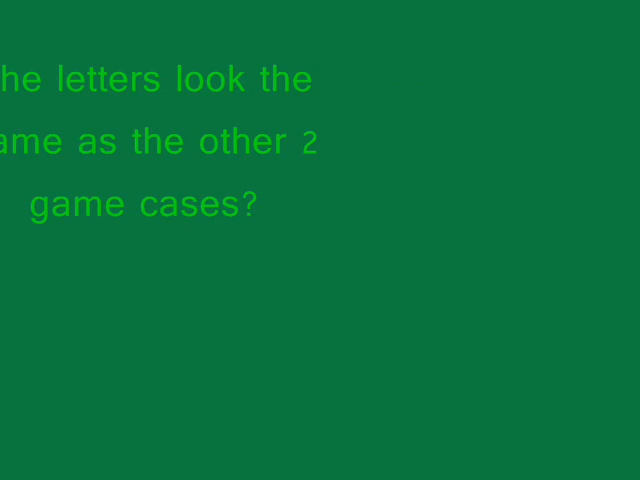 he letters look the
ame as the other 2
game cases?